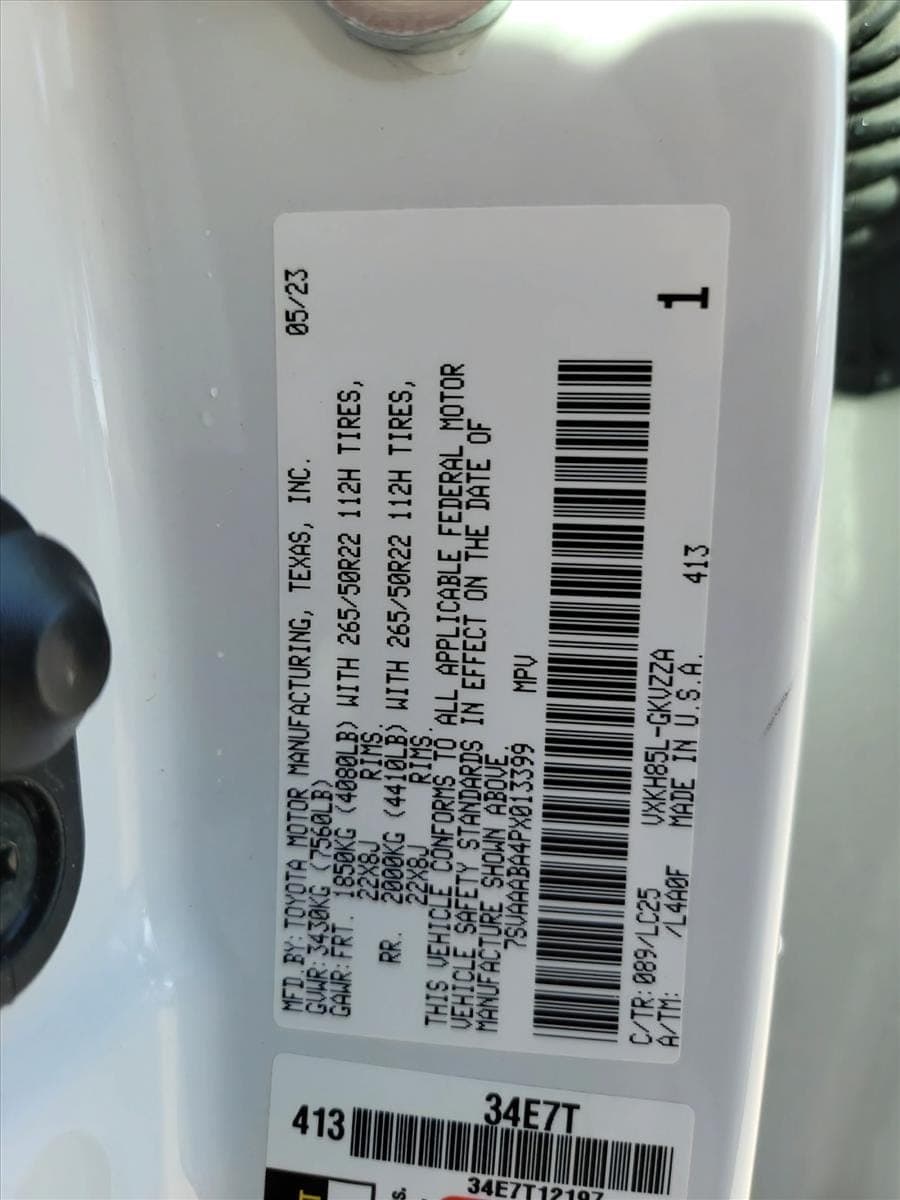 MFD.BY:TOYOTA MOTOR MANUFACTURING, TEXAS, INC. 05/23
GVWR:3430KG (7560LB)
GAWR:FRT. 1850KG (4080LB) WITH 265/50R22 112H TIRES,
22X8J RIMS
RR. 2000KG (4410LB) WITH 265/50R22 112H TIRES,
22X8J RIMS.
THIS VEHICLE CONFORMS TO ALL APPLICABLE FEDERAL MOTOR
VEHICLE SAFETY STANDARDS IN EFFECT ON THE DATE OF
MANUFACTURE SHOWN ABOVE.
7SVAAABA4PX013399 MPV
C/TR:089/LC25 VXKH85L-GKVZZA
A/TM: /L4A0F MADE IN U.S.A. 413
1
413 34E7T
34E7T12197